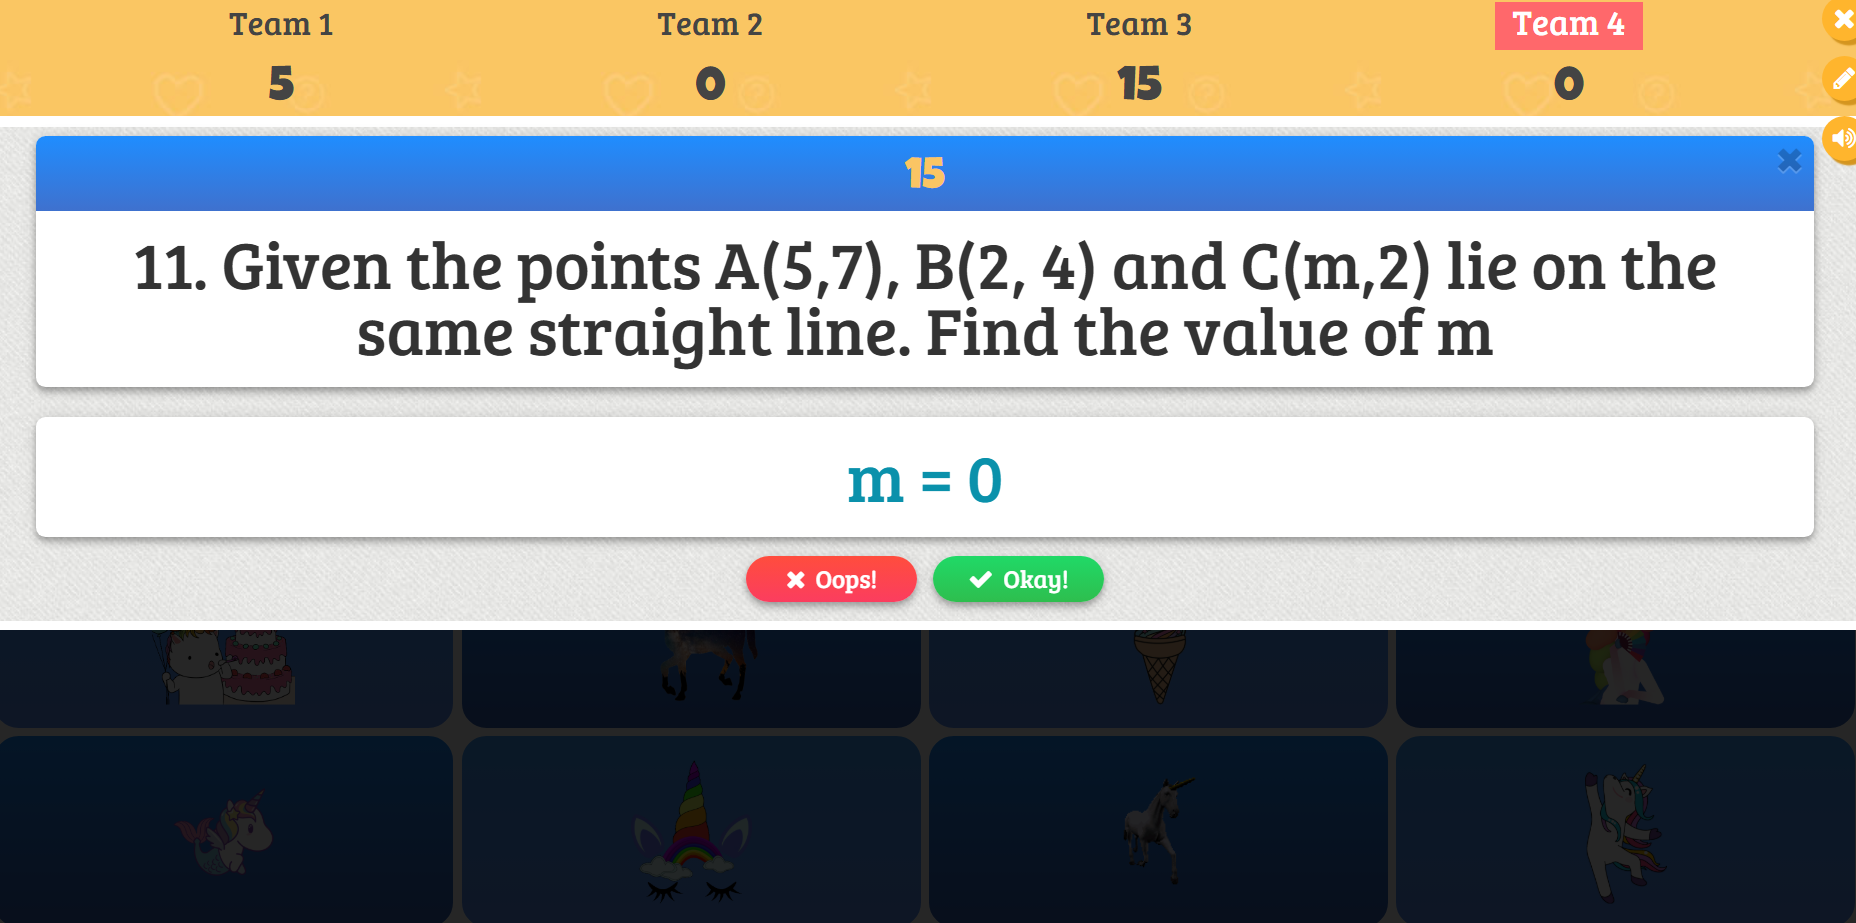 Team 1
Team 2
Team 3
Team 4
5
0
15
0
15
11. Given the points A(5,7), B(2, 4) and C(m,2) lie on the
same straight line. Find the value of m
m = 0
Oops!
Okay!